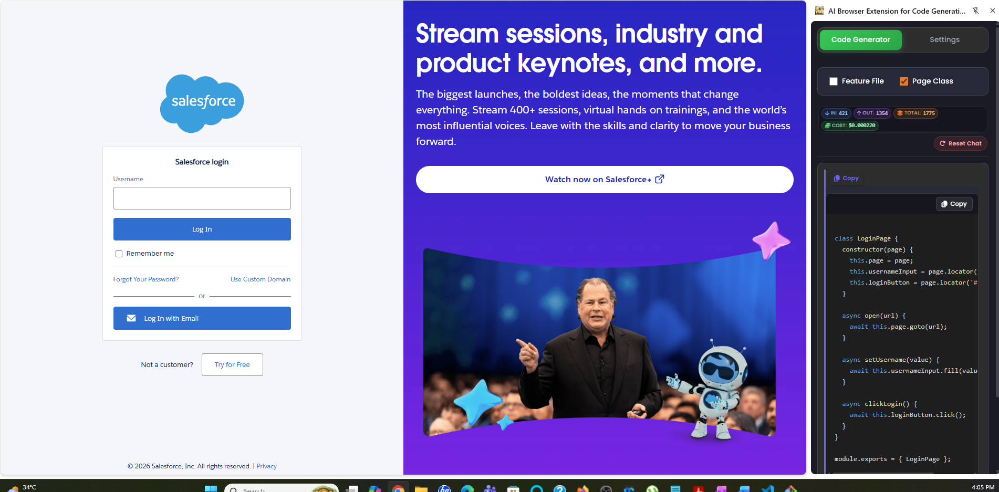 salesforce
Salesforce login
Username
Log In
Remember me
Forgot Your Password?
Use Custom Domain
or
Log In with Email
Not a customer?
Try for Free
© 2026 Salesforce, Inc. All rights reserved. | Privacy
Stream sessions, industry and
product keynotes, and more.
The biggest launches, the boldest ideas, the moments that change
everything. Stream 400+ sessions, virtual hands-on trainings, and the world's
most influential voices. Leave with the skills and clarity to move your business
forward.
Watch now on Salesforce+
AI Browser Extension for Code Generati...
Code Generator
Settings
Feature File
Page Class
IN: 421
OUT: 1354
TOTAL: 1775
COST: $0.000220
Reset Chat
Copy
Copy
class LoginPage {
constructor(page) {
this.page = page;
this.usernameInput = page.locator(
this.loginButton = page.locator('#
}
async open(url) {
await this.page.goto(url);
}
async setUsername(value) {
await this.usernameInput.fill(valu
}
async clickLogin() {
await this.loginButton.click();
}
}
module.exports = { LoginPage };
34°C
Search
4:05 PM